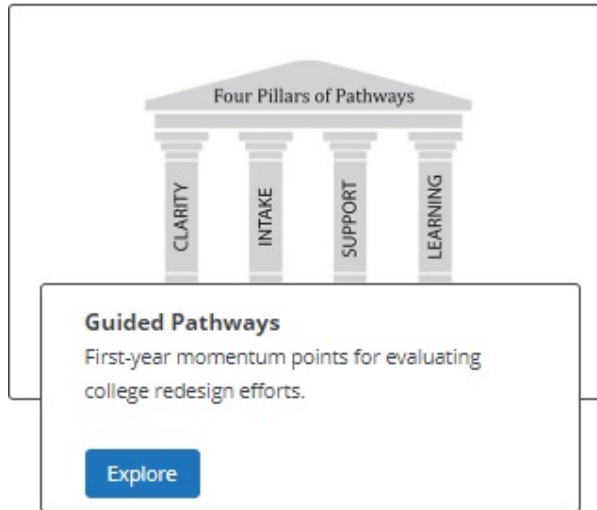 Four Pillars of Pathways
CLARITY
INTAKE
SUPPORT
LEARNING
Guided Pathways
First-year momentum points for evaluating
college redesign efforts.
Explore